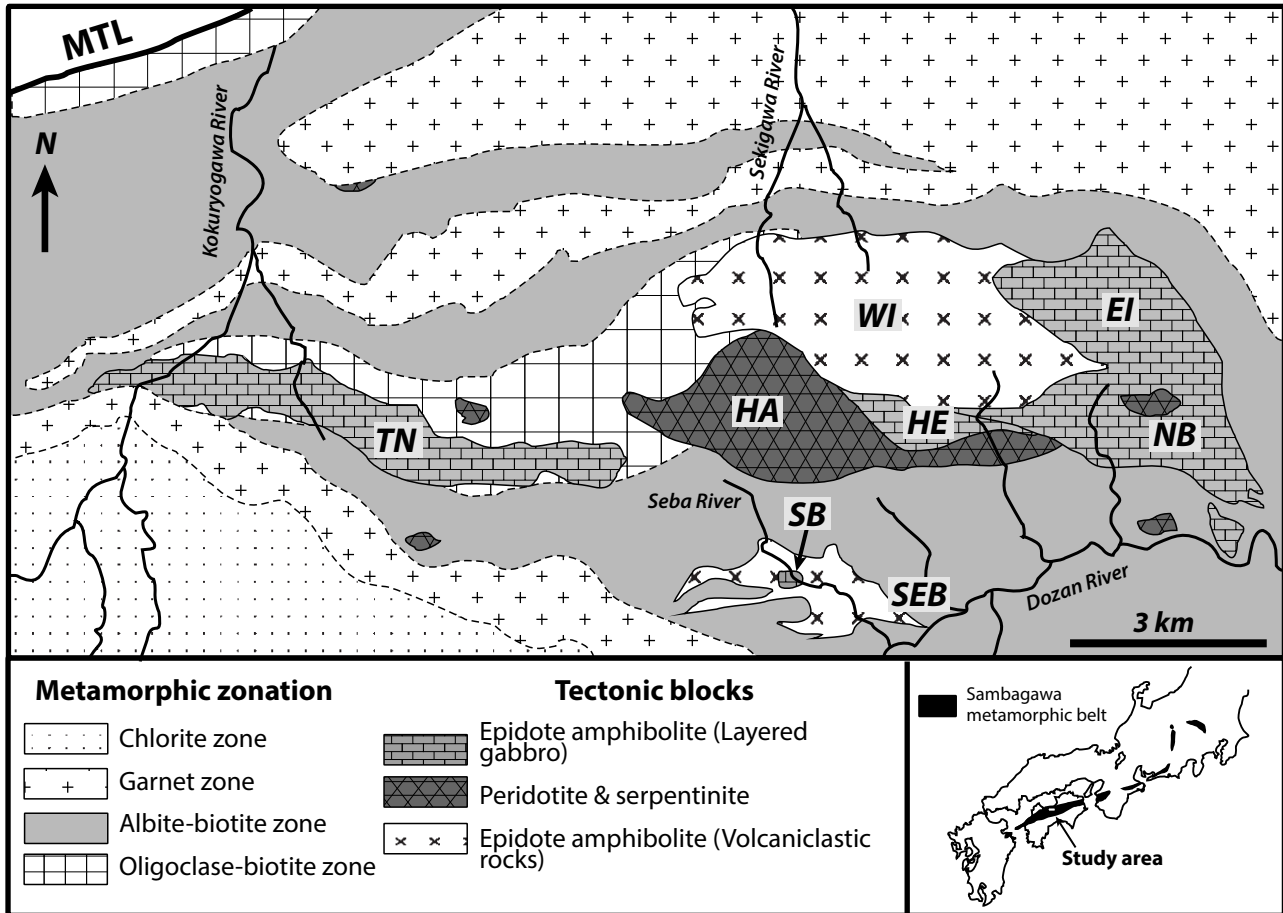 MTL
N
Kokuryogawa River
Sekigawa River
WI
EI
HA
HE
NB
TN
Seba River
SB
SEB
Dozan River
3 km
Metamorphic zonation
Chlorite zone
Garnet zone
Albite-biotite zone
Oligoclase-biotite zone
Tectonic blocks
Epidote amphibolite (Layered
gabbro)
Peridotite & serpentinite
Epidote amphibolite (Volcaniclastic
rocks)
Sambagawa
metamorphic belt
Study area